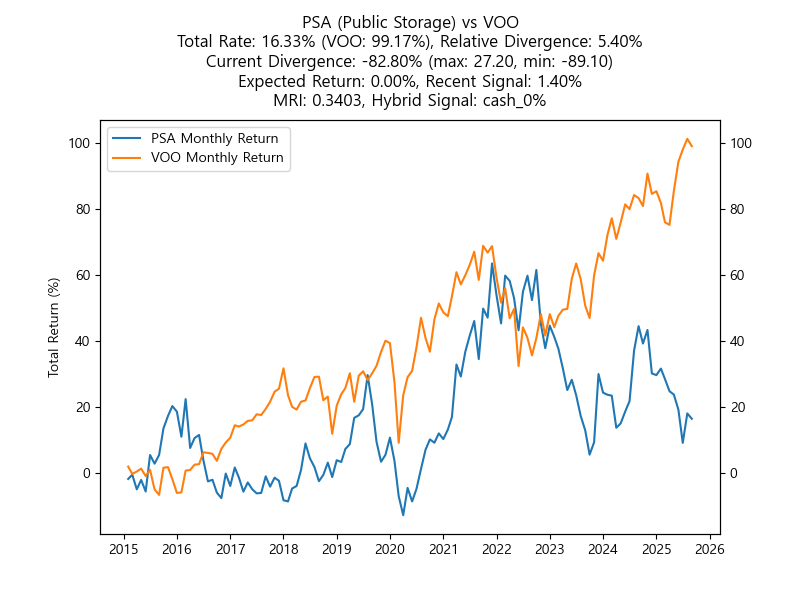 PSA (Public Storage) vs VOO
Total Rate: 16.33% (VOO: 99.17%), Relative Divergence: 5.40%
Current Divergence: -82.80% (max: 27.20, min: -89.10)
Expected Return: 0.00%, Recent Signal: 1.40%
MRI: 0.3403, Hybrid Signal: cash_0%
PSA Monthly Return
VOO Monthly Return
Total Return (%)
100
80
60
40
20
0
100
80
60
40
20
0
2015 2016 2017 2018 2019 2020 2021 2022 2023 2024 2025 2026